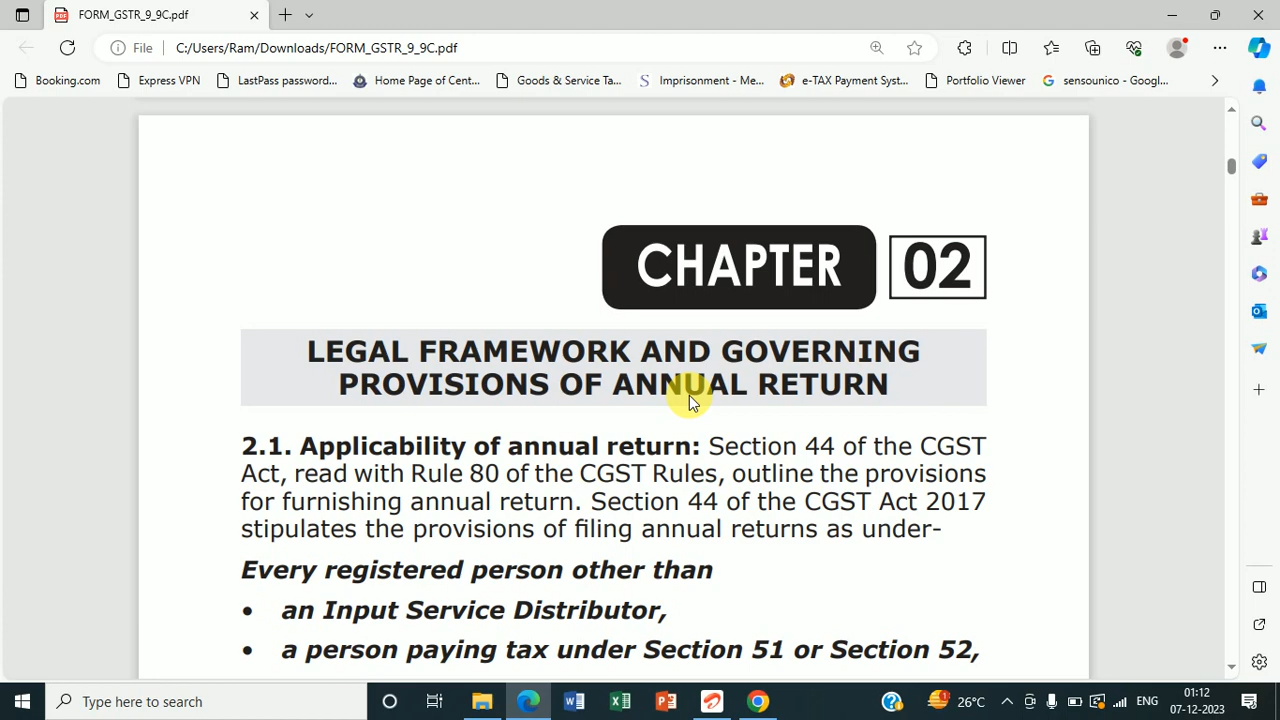 FORM_GSTR_9_9C.pdf
File C:/Users/Ram/Downloads/FORM_GSTR_9_9C.pdf
Booking.com Express VPN LastPass password... Home Page of Cent... Goods & Service Ta... Imprisonment - Me... e-TAX Payment Syst... Portfolio Viewer sensounico - Googl...
CHAPTER 02
LEGAL FRAMEWORK AND GOVERNING
PROVISIONS OF ANNUAL RETURN
2.1. Applicability of annual return: Section 44 of the CGST
Act, read with Rule 80 of the CGST Rules, outline the provisions
for furnishing annual return. Section 44 of the CGST Act 2017
stipulates the provisions of filing annual returns as under-
Every registered person other than
• an Input Service Distributor,
• a person paying tax under Section 51 or Section 52,
Type here to search
26°C
ENG
01:12
07-12-2023